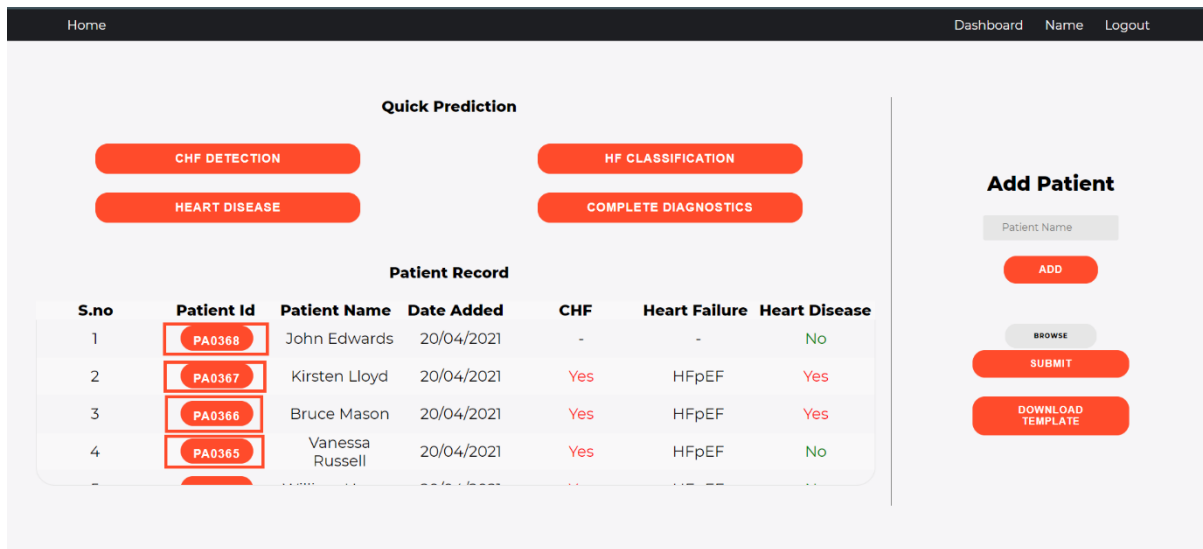 Home Dashboard Name Logout
Quick Prediction
CHF DETECTION HF CLASSIFICATION
HEART DISEASE COMPLETE DIAGNOSTICS
Patient Record
S.no Patient Id Patient Name Date Added CHF Heart Failure Heart Disease
1 PA0368 John Edwards 20/04/2021 - - No
2 PA0367 Kirsten Lloyd 20/04/2021 Yes HFpEF Yes
3 PA0366 Bruce Mason 20/04/2021 Yes HFpEF Yes
4 PA0365 Vanessa Russell 20/04/2021 Yes HFpEF No
Add Patient
Patient Name
ADD
BROWSE
SUBMIT
DOWNLOAD
TEMPLATE